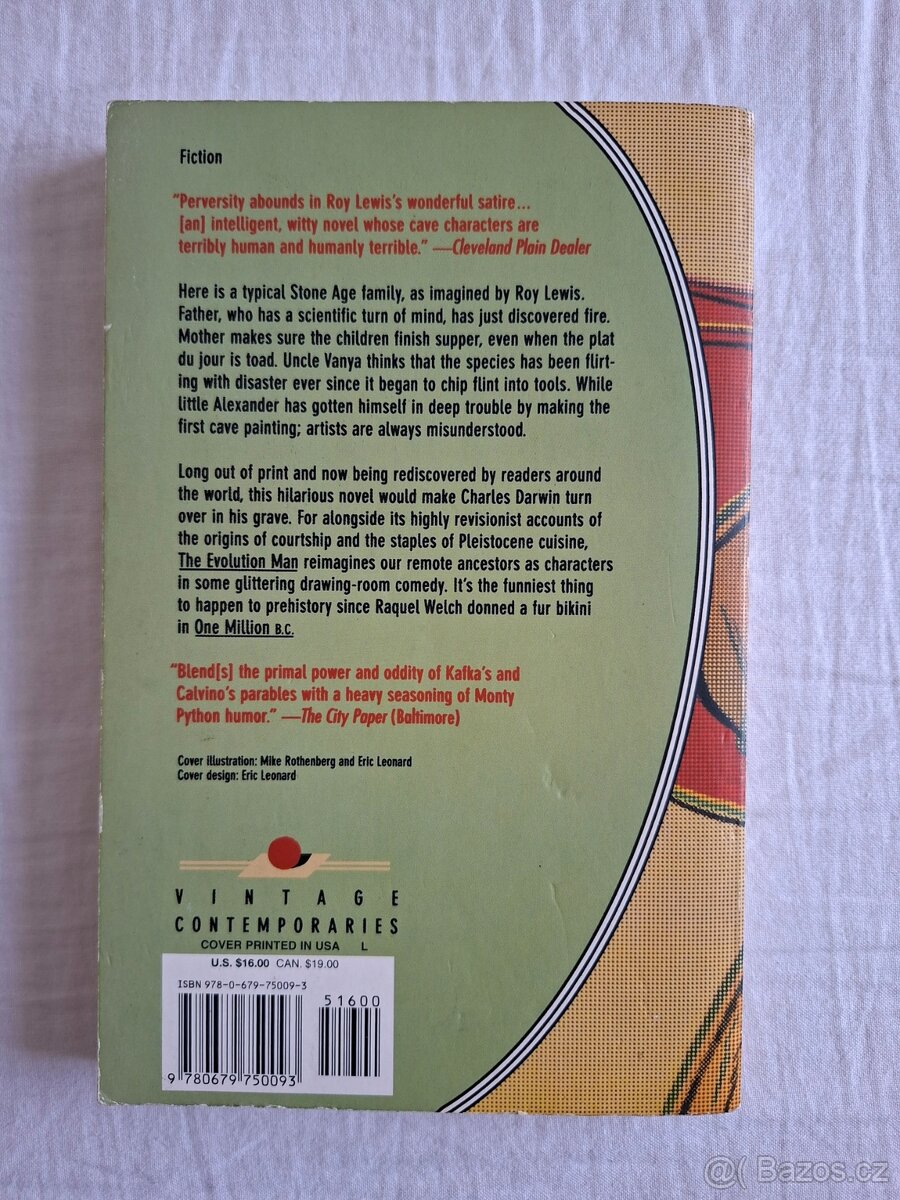 Fiction
"Perversity abounds in Roy Lewis's wonderful satire...
[an] intelligent, witty novel whose cave characters are
terribly human and humanly terrible." —Cleveland Plain Dealer
Here is a typical Stone Age family, as imagined by Roy Lewis.
Father, who has a scientific turn of mind, has just discovered fire.
Mother makes sure the children finish supper, even when the plat
du jour is toad. Uncle Vanya thinks that the species has been flirt-
ing with disaster ever since it began to chip flint into tools. While
little Alexander has gotten himself in deep trouble by making the
first cave painting; artists are always misunderstood.
Long out of print and now being rediscovered by readers around
the world, this hilarious novel would make Charles Darwin turn
over in his grave. For alongside its highly revisionist accounts of
the origins of courtship and the staples of Pleistocene cuisine,
The Evolution Man reimagines our remote ancestors as characters
in some glittering drawing-room comedy. It's the funniest thing
to happen to prehistory since Raquel Welch donned a fur bikini
in One Million B.C.
"Blend[s] the primal power and oddity of Kafka's and
Calvino's parables with a heavy seasoning of Monty
Python humor." —The City Paper (Baltimore)
Cover illustration: Mike Rothenberg and Eric Leonard
Cover design: Eric Leonard
VINTAGE
CONTEMPORARIES
COVER PRINTED IN USA L
U.S. $16.00 CAN. $19.00
ISBN 978-0-679-75009-3
51600
9 780679 750093
@( Bazos.cz